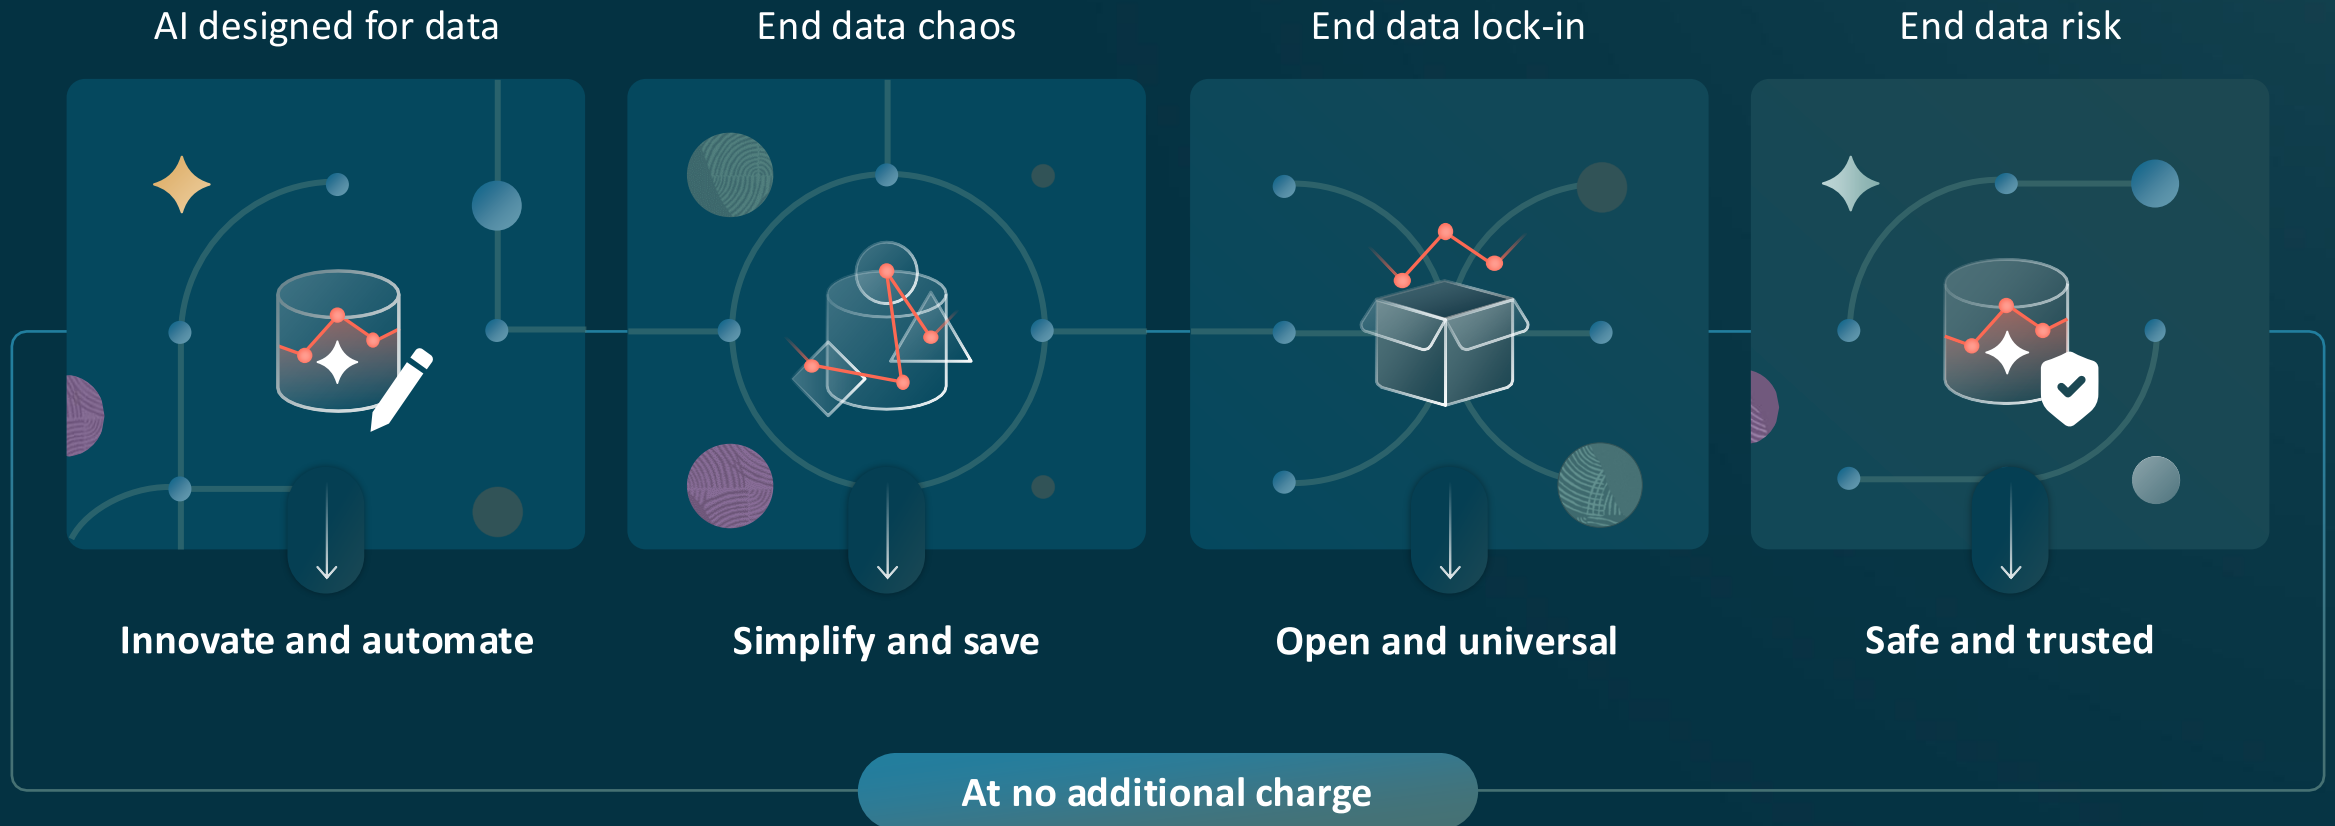 AI designed for data
End data chaos
End data lock-in
End data risk
Innovate and automate
Simplify and save
Open and universal
Safe and trusted
At no additional charge